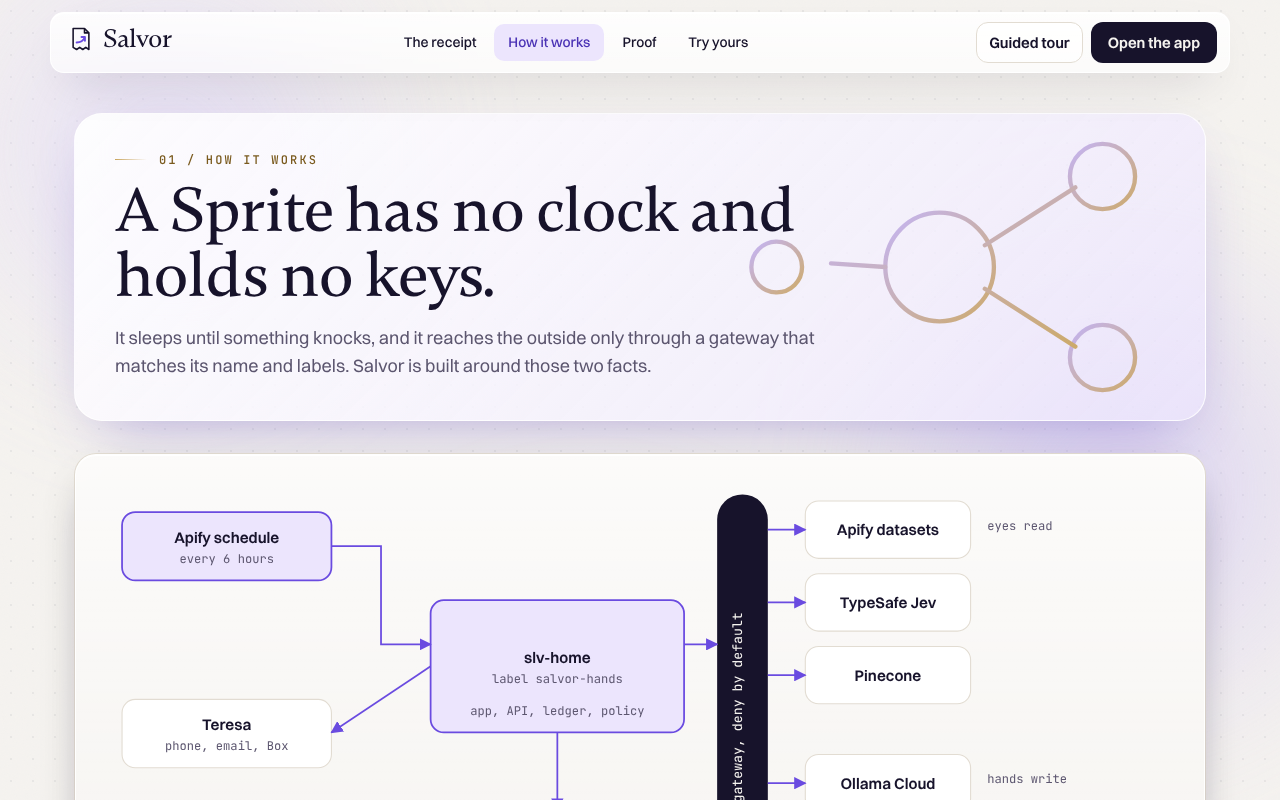 Salvor
The receipt
How it works
Proof
Try yours
Guided tour
Open the app
01 / HOW IT WORKS
A Sprite has no clock and
holds no keys.
It sleeps until something knocks, and it reaches the outside only through a gateway that
matches its name and labels. Salvor is built around those two facts.
Apify schedule
every 6 hours
slv-home
label salvor-hands
app, API, ledger, policy
Teresa
phone, email, Box
gateway, deny by default
Apify datasets
eyes read
TypeSafe Jev
Pinecone
Ollama Cloud
hands write